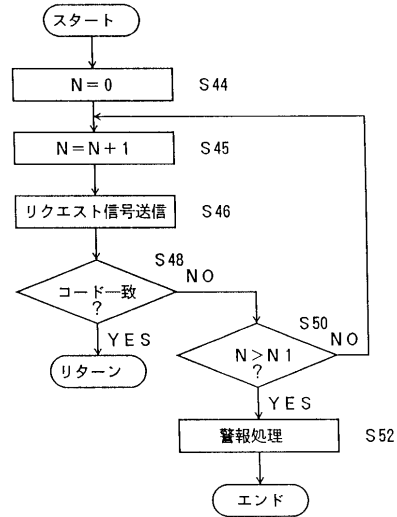 スタート
N=0 S44
N=N+1 S45
リクエスト信号送信 S46
S48
コード一致
?
NO
YES
リターン
S50
N>N1
?
NO
YES
警報処理 S52
エンド